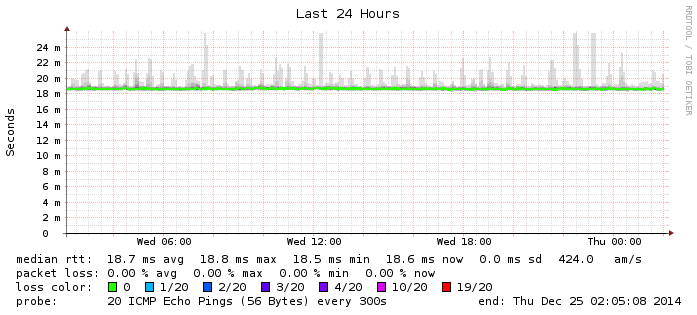 Last 24 Hours
RRDTOOL / TOBI OETIKER
Seconds
24 m
22 m
20 m
18 m
16 m
14 m
12 m
10 m
8 m
6 m
4 m
2 m
0
Wed 06:00 Wed 12:00 Wed 18:00 Thu 00:00
median rtt: 18.7 ms avg 18.8 ms max 18.5 ms min 18.6 ms now 0.0 ms sd 424.0 am/s
packet loss: 0.00 % avg 0.00 % max 0.00 % min 0.00 % now
loss color: 0 1/20 2/20 3/20 4/20 10/20 19/20
probe: 20 ICMP Echo Pings (56 Bytes) every 300s end: Thu Dec 25 02:05:08 2014